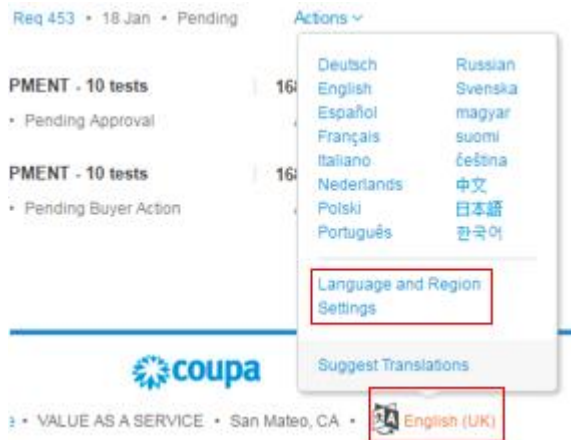 Req 453 • 18 Jan • Pending Actions
PMENT - 10 tests 168
• Pending Approval
PMENT - 10 tests 168
• Pending Buyer Action
Deutsch Russian
English Svenska
Español magyar
Français suomi
Italiano čeština
Nederlands 中文
Polski 日本語
Português 한국어
Language and Region
Settings
Suggest Translations
coupa
• VALUE AS A SERVICE • San Mateo, CA • English (UK)